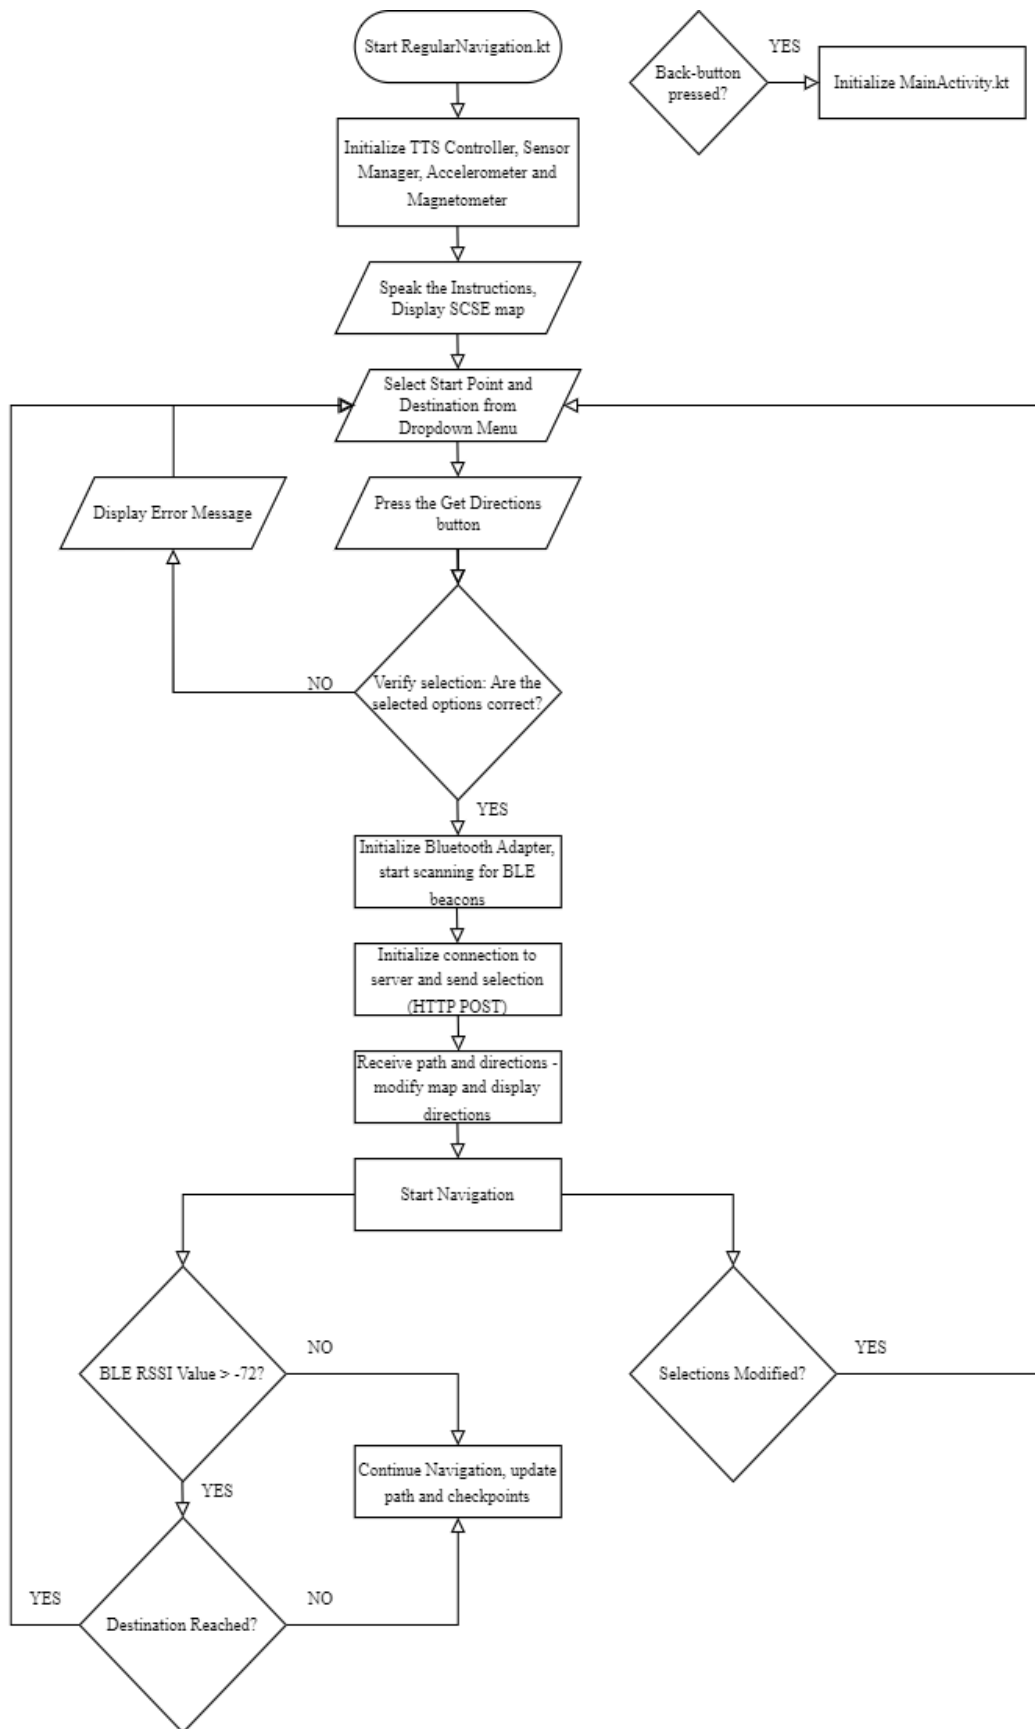 Start RegularNavigation.kt
Back-button
pressed?
YES
Initialize MainActivity.kt
Initialize TTS Controller, Sensor
Manager, Accelerometer and
Magnetometer
Speak the Instructions,
Display SCSE map
Select Start Point and
Destination from
Dropdown Menu
Display Error Message
Press the Get Directions
button
NO
Verify selection: Are the
selected options correct?
YES
Initialize Bluetooth Adapter,
start scanning for BLE
beacons
Initialize connection to
server and send selection
(HTTP POST)
Receive path and directions -
modify map and display
directions
Start Navigation
BLE RSSI Value > -72?
NO
Selections Modified?
YES
Continue Navigation, update
path and checkpoints
YES
YES
Destination Reached?
NO